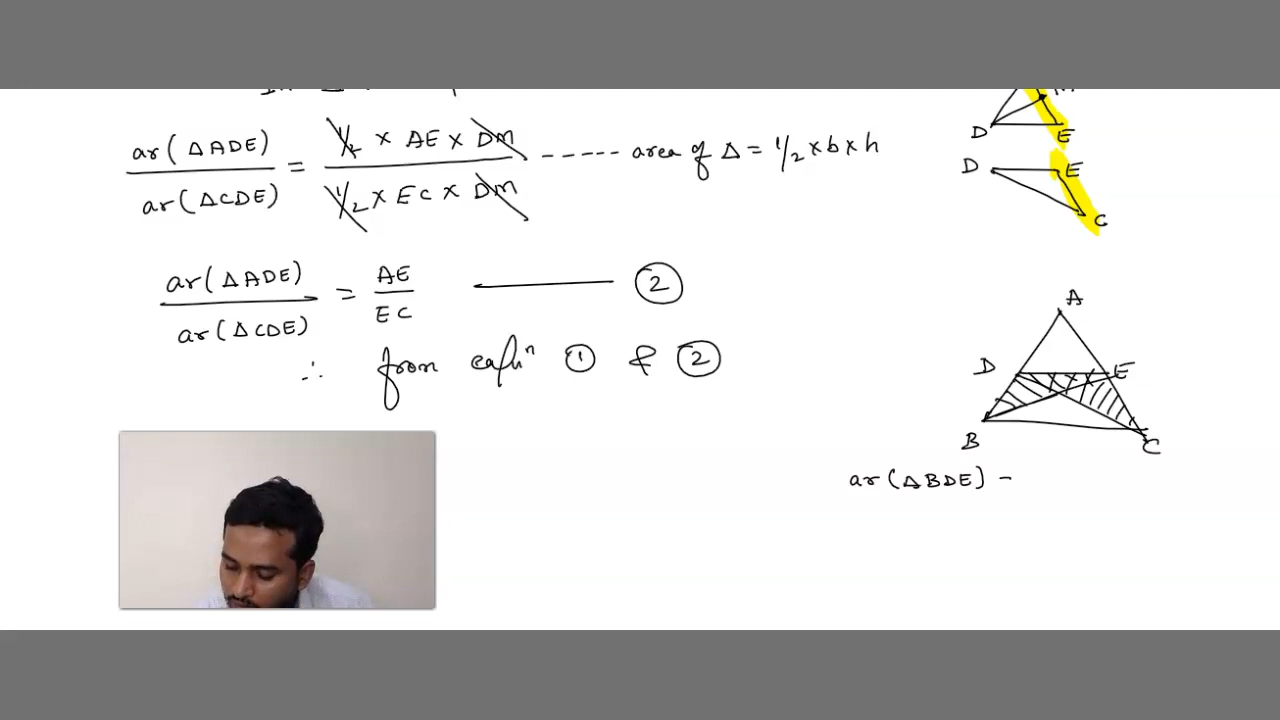 ar(ΔADE) / ar(ΔCDE) = 1/2 × AE × DM / 1/2 × EC × DM ----- area of Δ = 1/2 × b × h
D
E
D
E
C
ar(ΔADE) / ar(ΔCDE) = AE / EC —— ②
∴ from eqn ① & ②
A
D
E
B
C
ar(ΔBDE) -